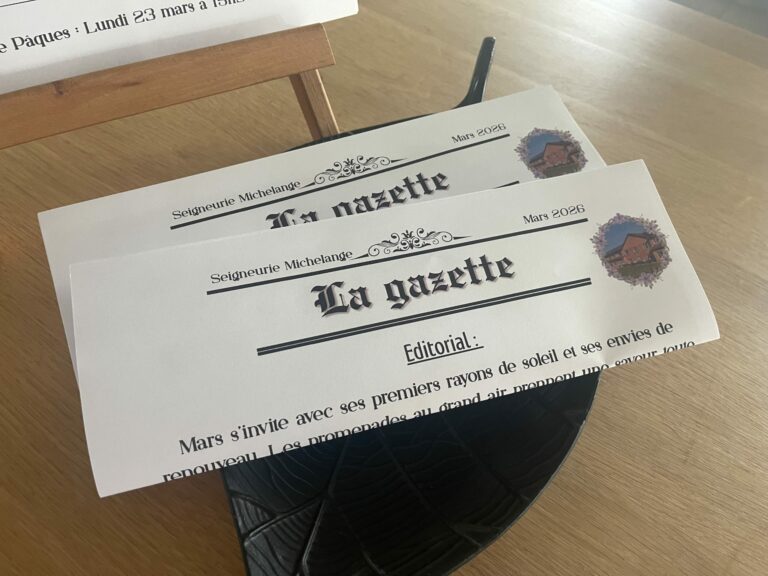 e Pâques : Lundi 23 mars à 15h
Seigneurie Michelange
Mars 2026
La gazette
Seigneurie Michelange
Mars 2026
La gazette
Editorial :
Mars s'invite avec ses premiers rayons de soleil et ses envies de
renouveau. Les promenades au grand air prennent une saveur toute